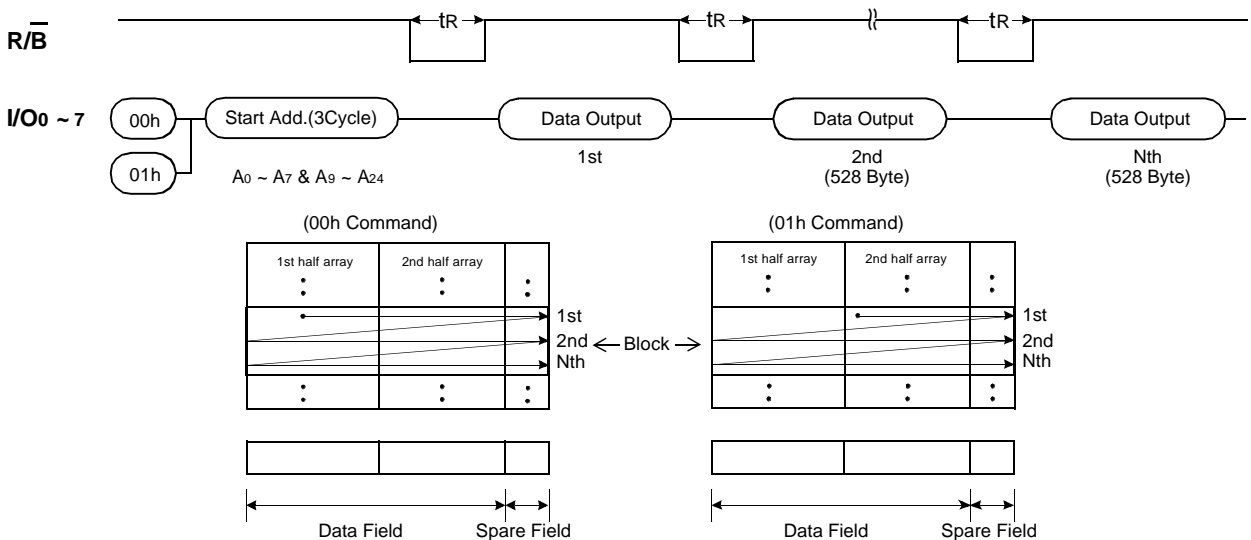 R/B
tR tR tR
I/O0 ~ 7 00h Start Add.(3Cycle) Data Output Data Output Data Output
01h A0 ~ A7 & A9 ~ A24 1st 2nd Nth
(528 Byte) (528 Byte)
(00h Command) (01h Command)
1st half array 2nd half array 1st half array 2nd half array
1st 1st
2nd Block 2nd
Nth Nth
Data Field Spare Field Data Field Spare Field